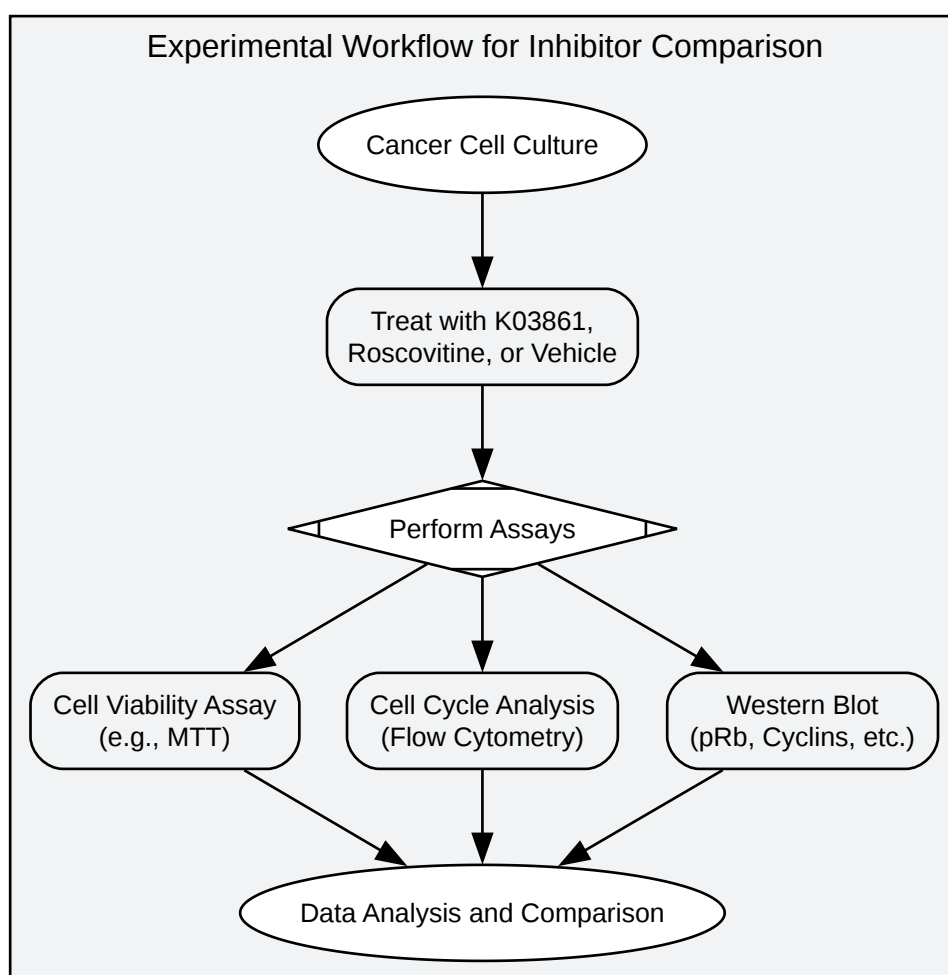 Experimental Workflow for Inhibitor Comparison
Cancer Cell Culture
Treat with K03861,
Roscovitine, or Vehicle
Perform Assays
Cell Viability Assay
(e.g., MTT)
Cell Cycle Analysis
(Flow Cytometry)
Western Blot
(pRb, Cyclins, etc.)
Data Analysis and Comparison